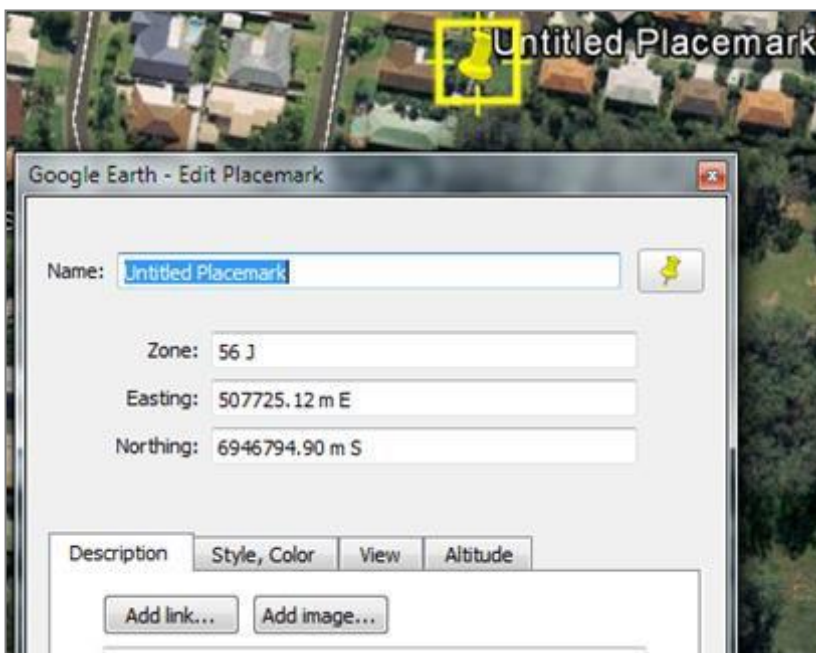 Untitled Placemark
Google Earth - Edit Placemark
Name: Untitled Placemark
Zone: 56 J
Easting: 507725.12 m E
Northing: 6946794.90 m S
Description Style, Color View Altitude
Add link... Add image...